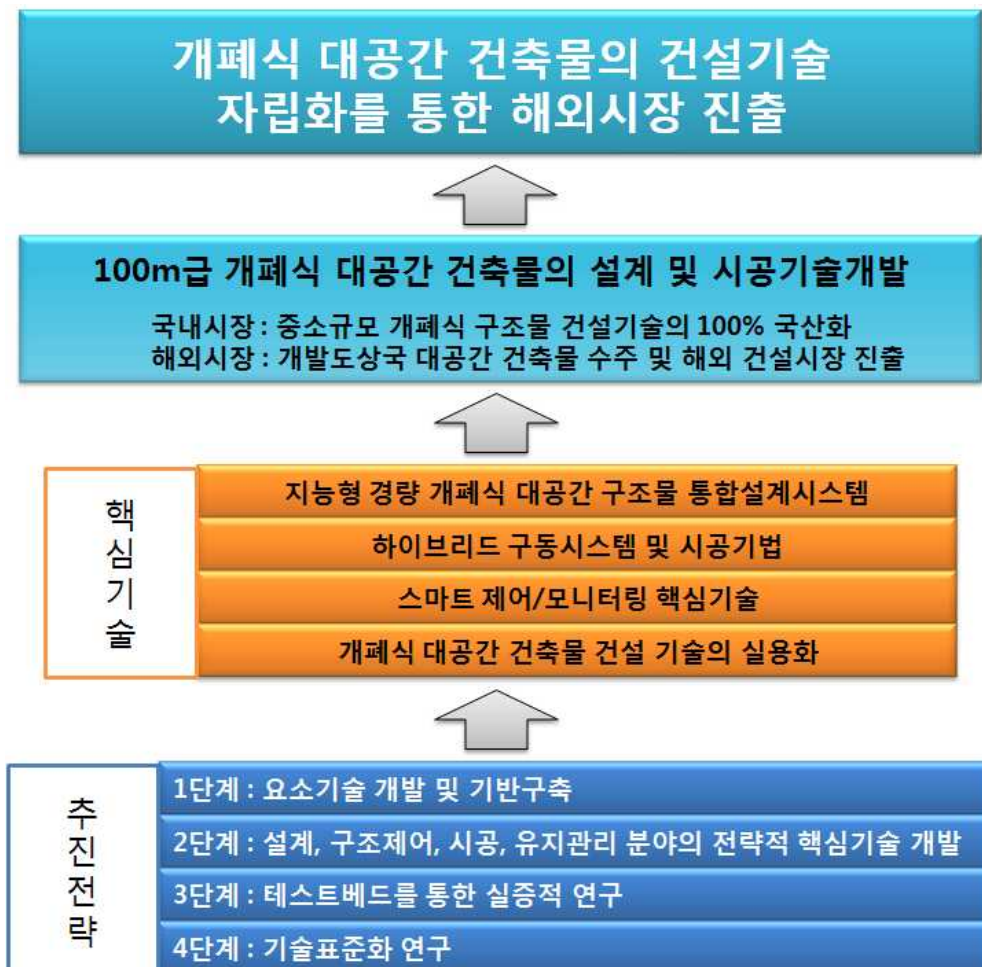 개폐식 대공간 건축물의 건설기술
자립화를 통한 해외시장 진출
100m급 개폐식 대공간 건축물의 설계 및 시공기술개발
국내시장 : 중소규모 개폐식 구조물 건설기술의 100% 국산화
해외시장 : 개발도상국 대공간 건축물 수주 및 해외 건설시장 진출
핵심기술
지능형 경량 개폐식 대공간 구조물 통합설계시스템
하이브리드 구동시스템 및 시공기법
스마트 제어/모니터링 핵심기술
개폐식 대공간 건축물 건설 기술의 실용화
추진전략
1단계 : 요소기술 개발 및 기반구축
2단계 : 설계, 구조제어, 시공, 유지관리 분야의 전략적 핵심기술 개발
3단계 : 테스트베드를 통한 실증적 연구
4단계 : 기술표준화 연구